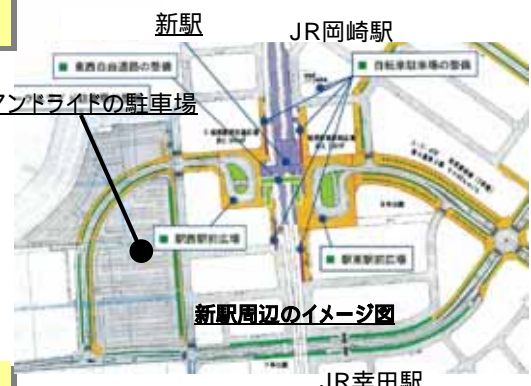 新駅
JR岡崎駅
■ 東西自由通路の整備
■ 自転車駐車場の整備
アンドライドの駐車場
■ 駅西駅前広場
■ 駅東駅前広場
新駅周辺のイメージ図
JR幸田駅